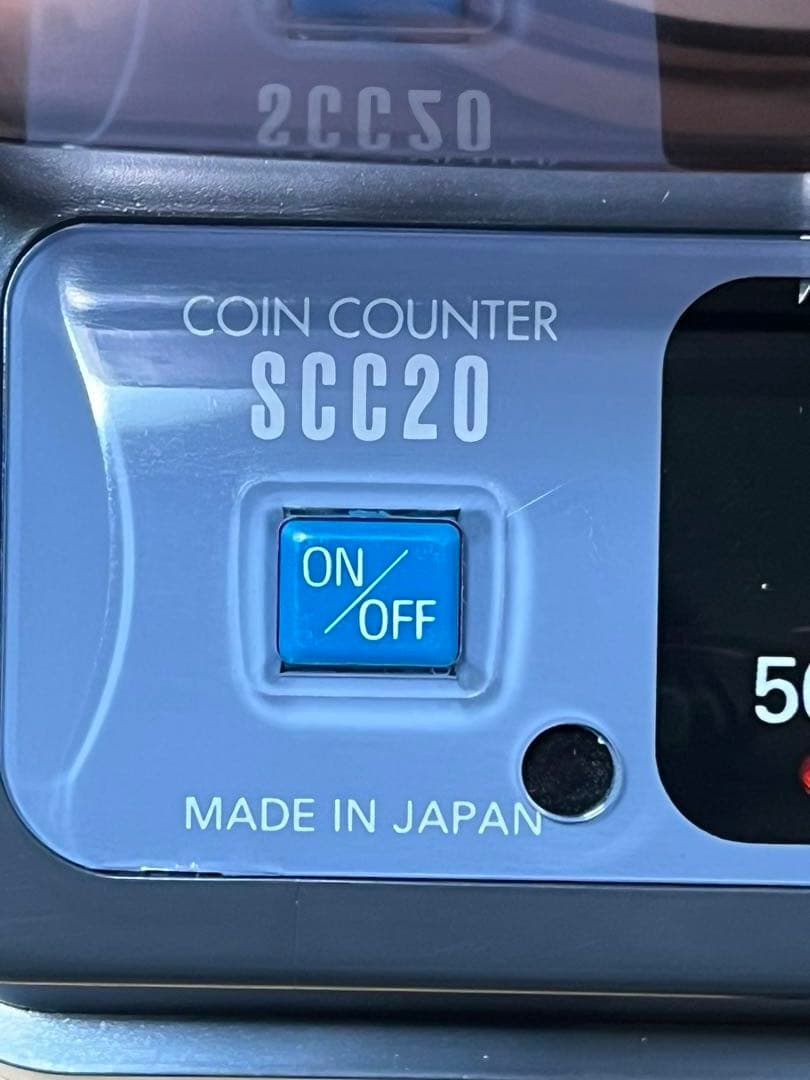 COIN COUNTER
SCC20
ON/OFF
MADE IN JAPAN